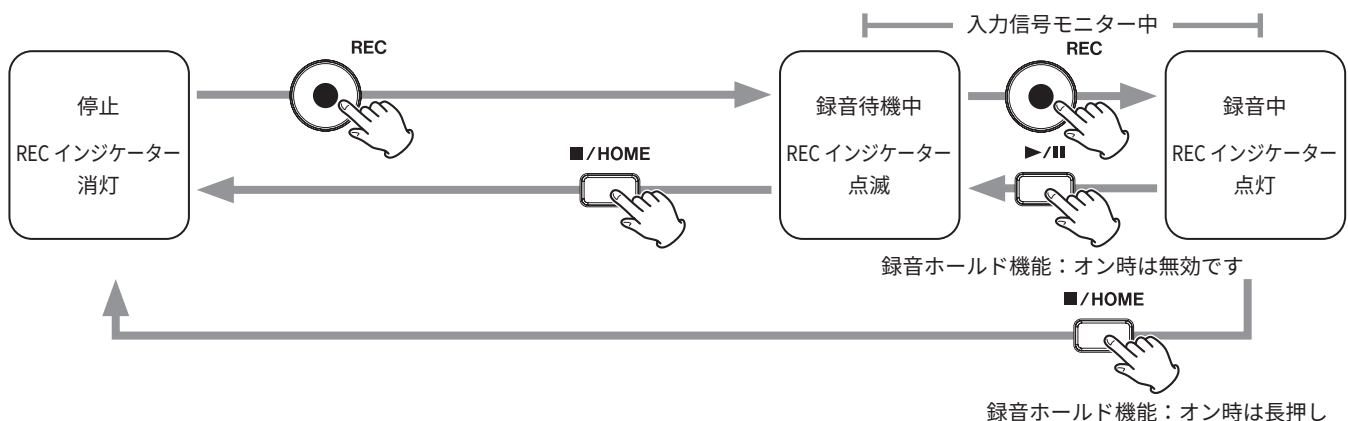 入力信号モニター中
REC
REC
停止
REC インジケーター
消灯
■/HOME
録音待機中
REC インジケーター
点滅
►/II
録音中
REC インジケーター
点灯
録音ホールド機能：オン時は無効です
■/HOME
録音ホールド機能：オン時は長押し